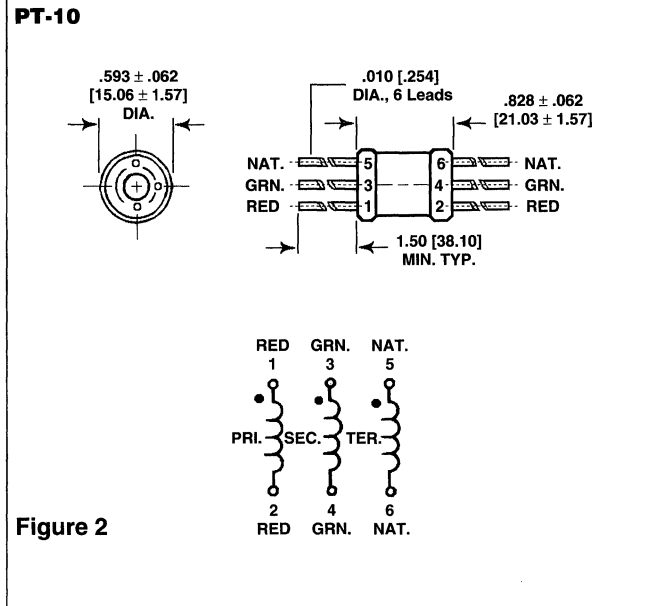 PT-10
.593 ± .062
[15.06 ± 1.57]
DIA.
.010 [.254]
DIA., 6 Leads
.828 ± .062
[21.03 ± 1.57]
NAT. 5 6 NAT.
GRN. 3 4 GRN.
RED 1 2 RED
1.50 [38.10]
MIN. TYP.
RED GRN. NAT.
1 3 5
PRI. SEC. TER.
2 4 6
RED GRN. NAT.
Figure 2